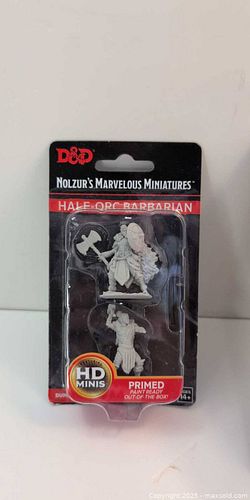 D&D
NOLZUR'S MARVELOUS MINIATURES
HALF-ORC BARBARIAN
HD
MINIS
PRIMED
PAINT READY
OUT-OF-THE-BOX!
AGES
14+
Copyright 2025 - maxsold.com